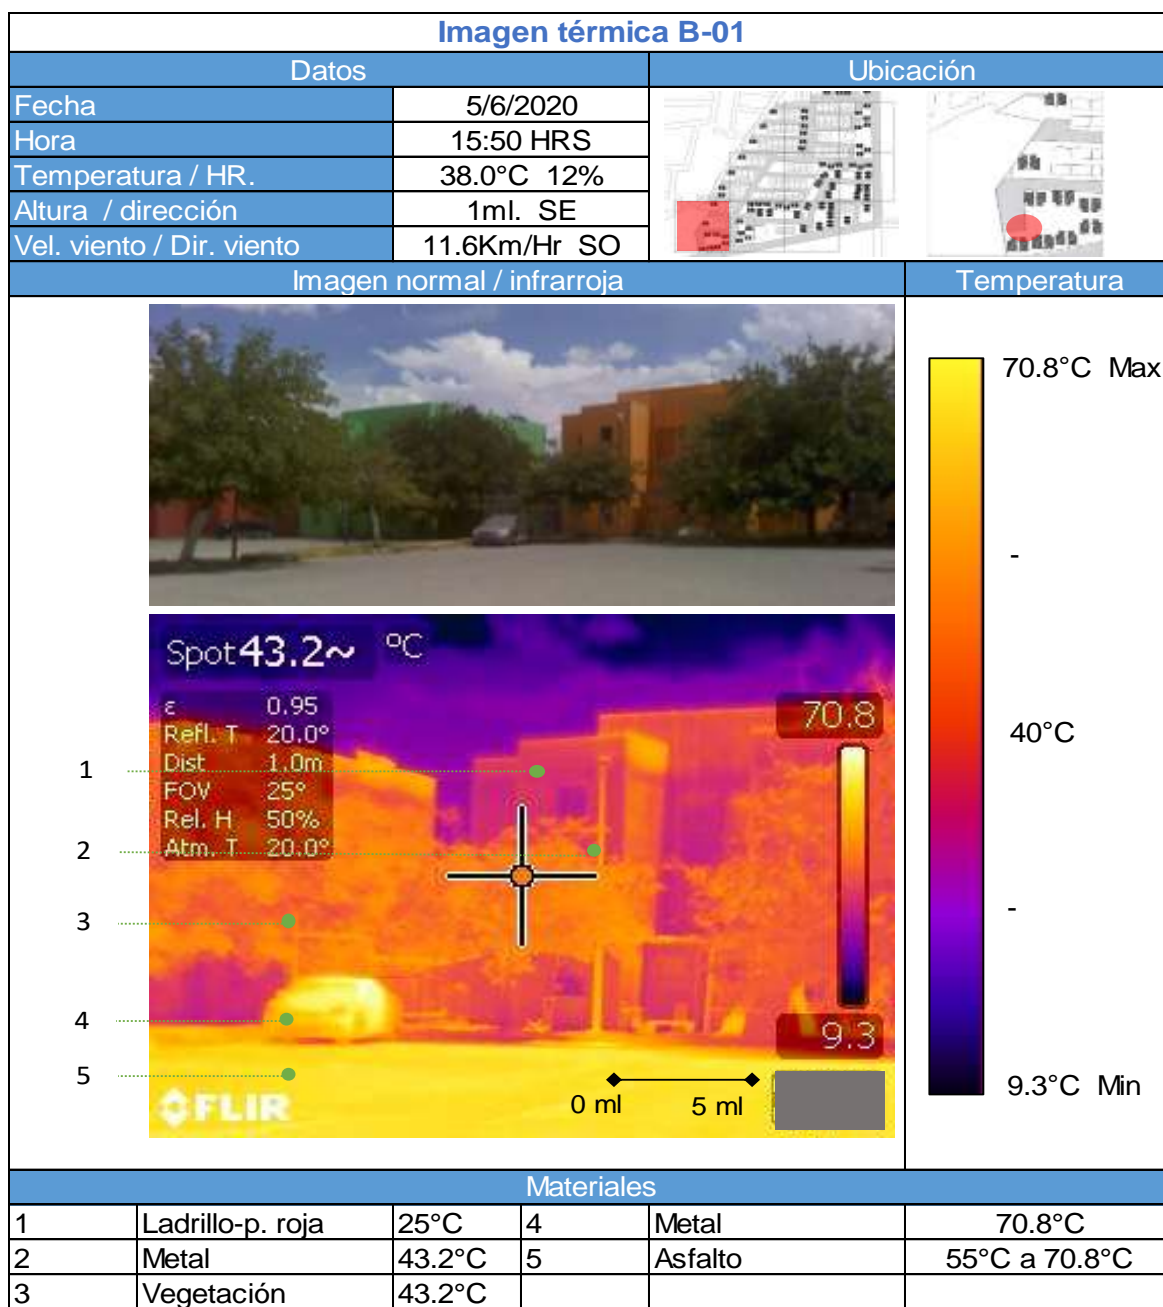 Imagen térmica B-01
Datos Ubicación
Fecha 5/6/2020
Hora 15:50 HRS
Temperatura / HR. 38.0°C 12%
Altura / dirección 1ml. SE
Vel. viento / Dir. viento 11.6Km/Hr SO
Imagen normal / infrarroja Temperatura
70.8°C Max
-
40°C
-
9.3°C Min
Spot 43.2~ °C
ε 0.95
Refl. T 20.0°
Dist 1.0m
FOV 25°
Rel. H 50%
Atm. T 20.0°
70.8
9.3
1
2
3
4
5
0 ml 5 ml
FLIR
Materiales
1 Ladrillo-p. roja 25°C 4 Metal 70.8°C
2 Metal 43.2°C 5 Asfalto 55°C a 70.8°C
3 Vegetación 43.2°C